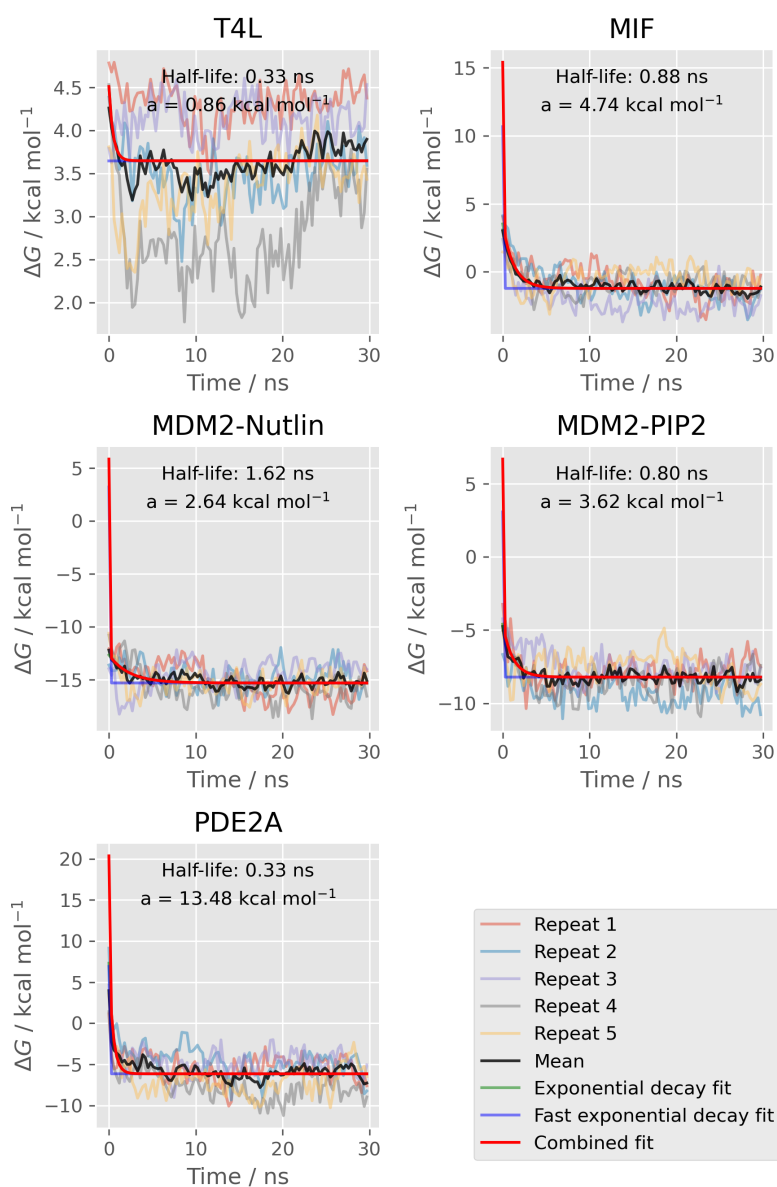 T4L
Half-life: 0.33 ns
a = 0.86 kcal mol⁻¹
4.5
4.0
3.5
3.0
2.5
2.0
ΔG / kcal mol⁻¹
0
10
20
30
Time / ns
MIF
Half-life: 0.88 ns
a = 4.74 kcal mol⁻¹
15
10
5
0
ΔG / kcal mol⁻¹
0
10
20
30
Time / ns
MDM2-Nutlin
Half-life: 1.62 ns
a = 2.64 kcal mol⁻¹
5
0
−5
−10
−15
ΔG / kcal mol⁻¹
0
10
20
30
Time / ns
MDM2-PIP2
Half-life: 0.80 ns
a = 3.62 kcal mol⁻¹
5
0
−5
−10
ΔG / kcal mol⁻¹
0
10
20
30
Time / ns
PDE2A
Half-life: 0.33 ns
a = 13.48 kcal mol⁻¹
20
15
10
5
0
−5
−10
ΔG / kcal mol⁻¹
0
10
20
30
Time / ns
Repeat 1
Repeat 2
Repeat 3
Repeat 4
Repeat 5
Mean
Exponential decay fit
Fast exponential decay fit
Combined fit